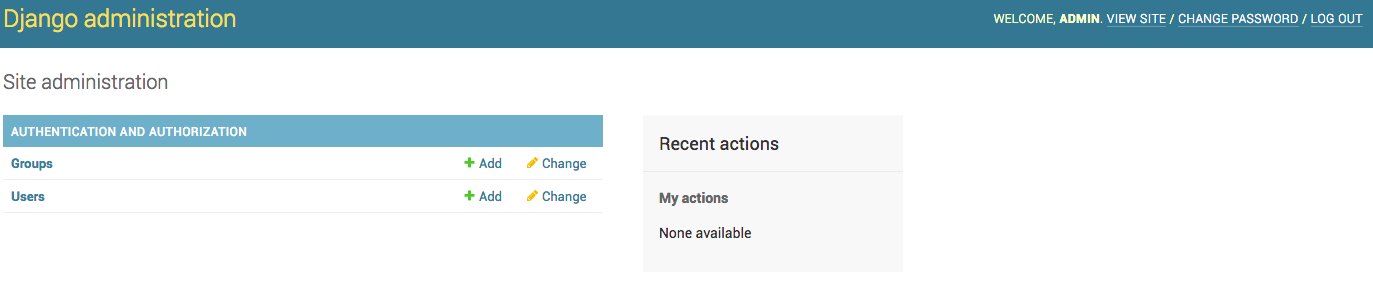 Django administration
WELCOME, ADMIN. VIEW SITE / CHANGE PASSWORD / LOG OUT
Site administration
AUTHENTICATION AND AUTHORIZATION
Groups Add Change
Users Add Change
Recent actions
My actions
None available